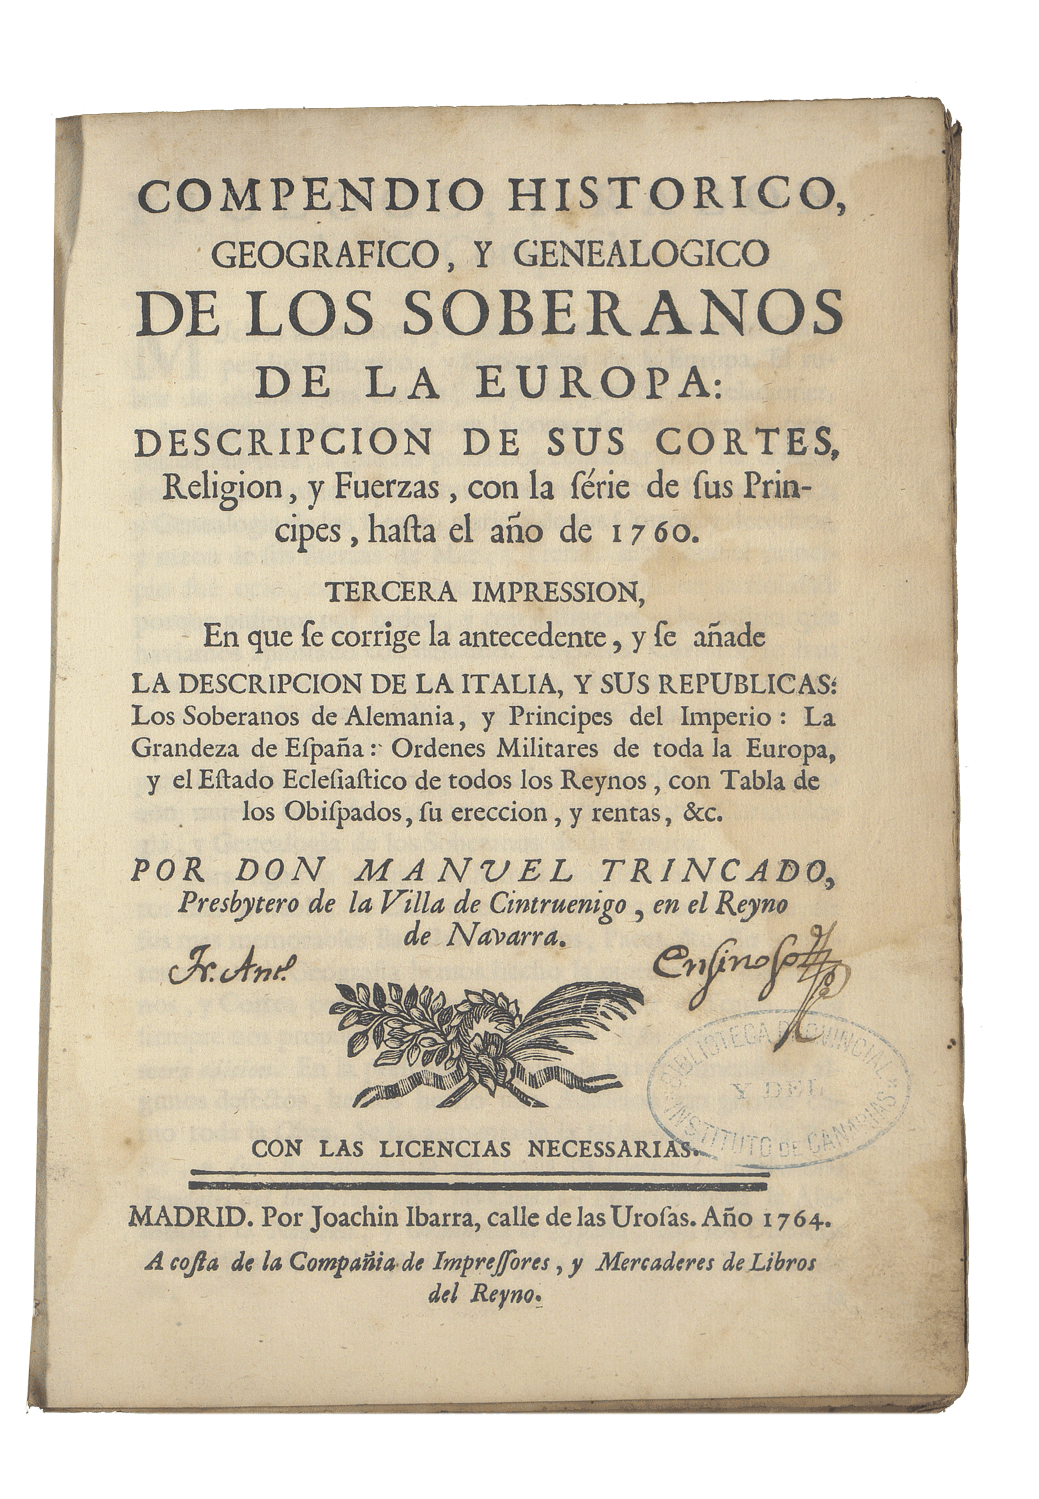 COMPENDIO HISTORICO,
GEOGRAFICO, Y GENEALOGICO
DE LOS SOBERANOS
DE LA EUROPA:
DESCRIPCION DE SUS CORTES,
Religion, y Fuerzas, con la ſérie de ſus Prin-
cipes, haſta el año de 1760.
TERCERA IMPRESSION,
En que ſe corrige la antecedente, y ſe añade
LA DESCRIPCION DE LA ITALIA, Y SUS REPUBLICAS:
Los Soberanos de Alemania, y Principes del Imperio: La
Grandeza de Eſpaña: Ordenes Militares de toda la Europa,
y el Eſtado Ecleſiaſtico de todos los Reynos, con Tabla de
los Obiſpados, ſu ereccion, y rentas, &c.
POR DON MANUEL TRINCADO,
Presbytero de la Villa de Cintruenigo, en el Reyno
de Navarra.
Fr. Ant.º
BIBLIOTECA PROVINCIAL
Y DEL
INSTITUTO DE CANARIAS
CON LAS LICENCIAS NECESSARIAS.
MADRID. Por Joachin Ibarra, calle de las Uroſas. Año 1764.
A coſta de la Compañia de Impreſſores, y Mercaderes de Libros
del Reyno.